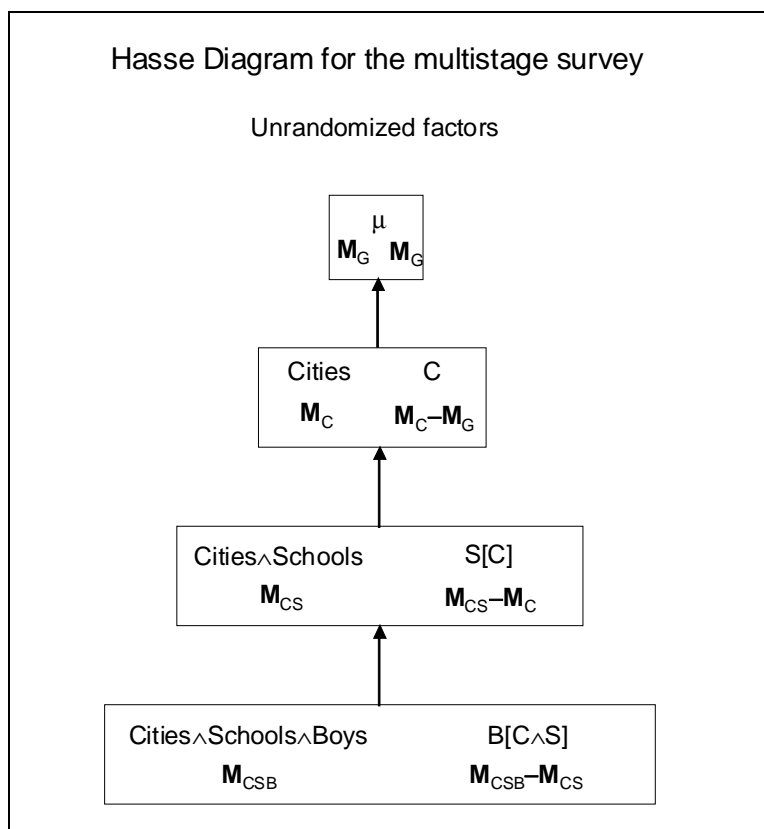 Hasse Diagram for the multistage survey
Unrandomized factors
μ
M_G M_G
Cities C
M_C M_C–M_G
Cities∧Schools S[C]
M_CS M_CS–M_C
Cities∧Schools∧Boys B[C∧S]
M_CSB M_CSB–M_CS